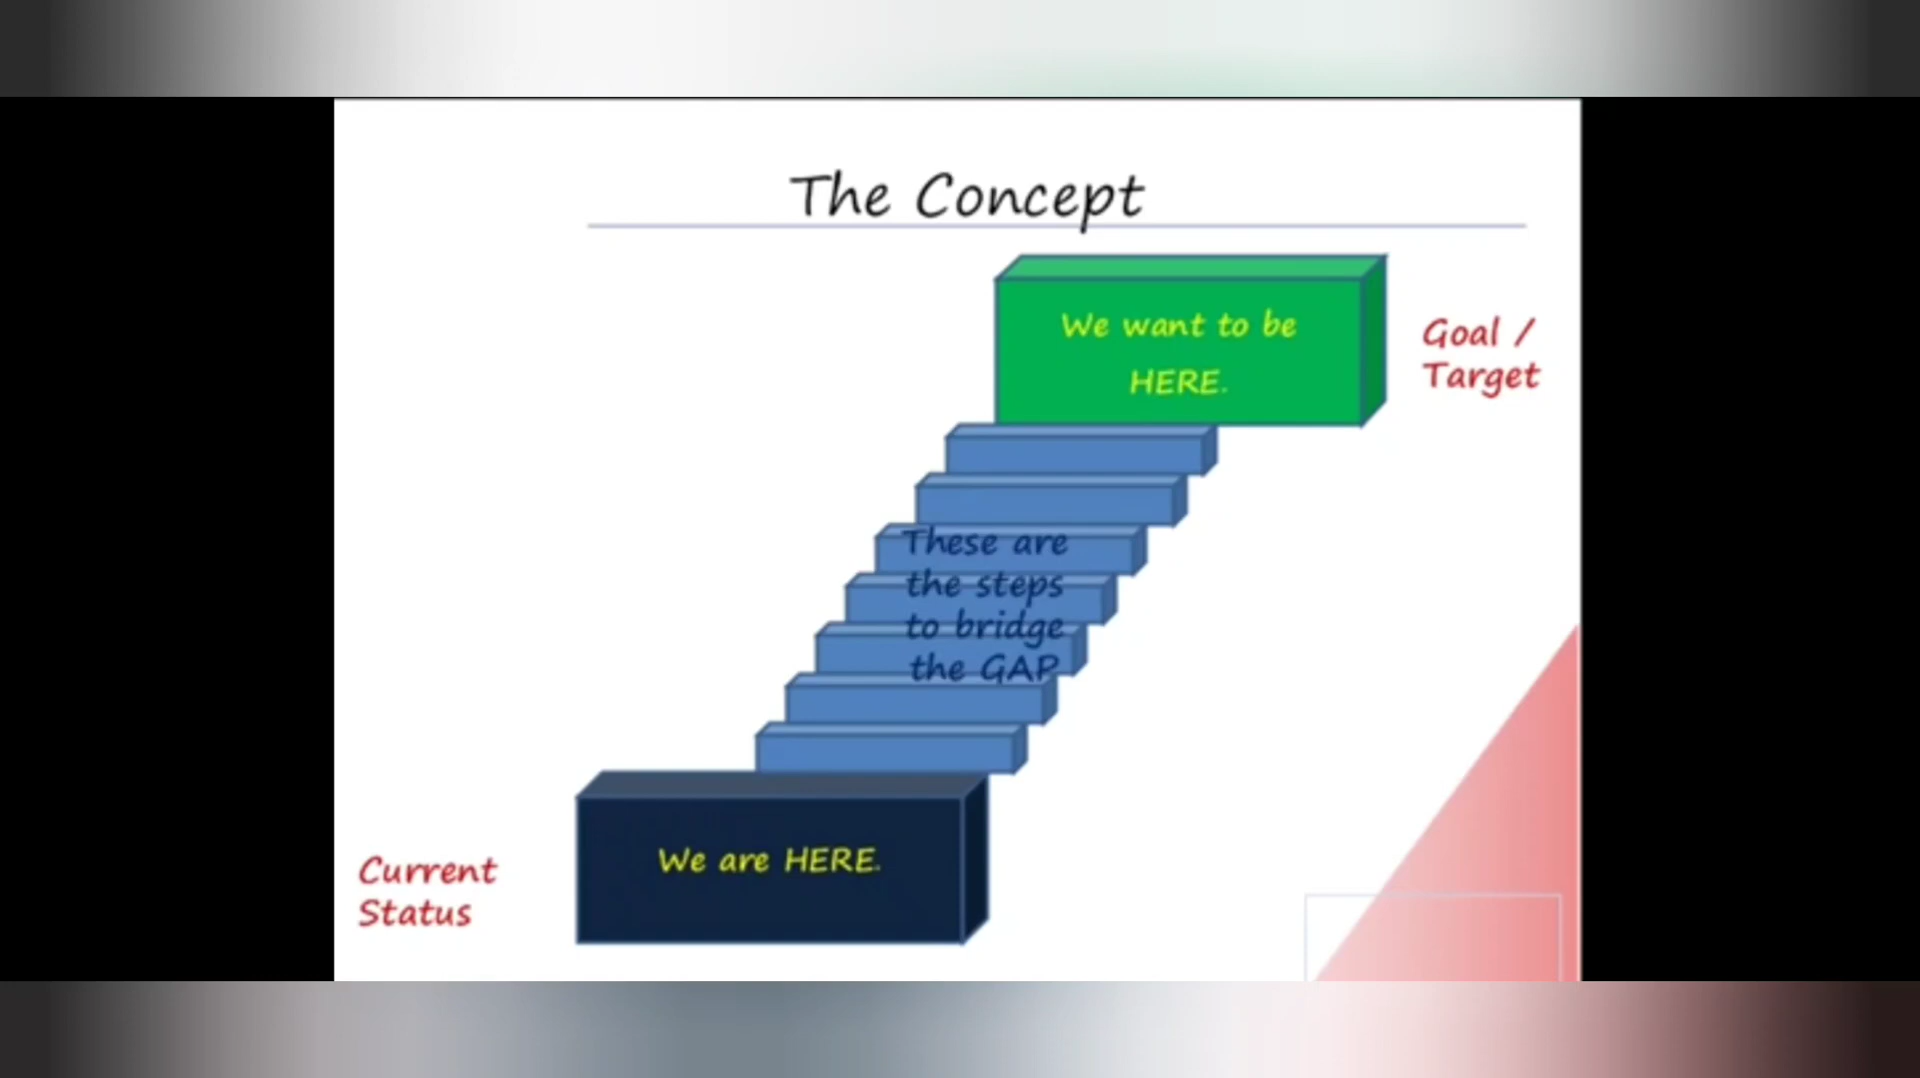 The Concept
We want to be
HERE.
Goal /
Target
These are
the steps
to bridge
the GAP
We are HERE.
Current
Status